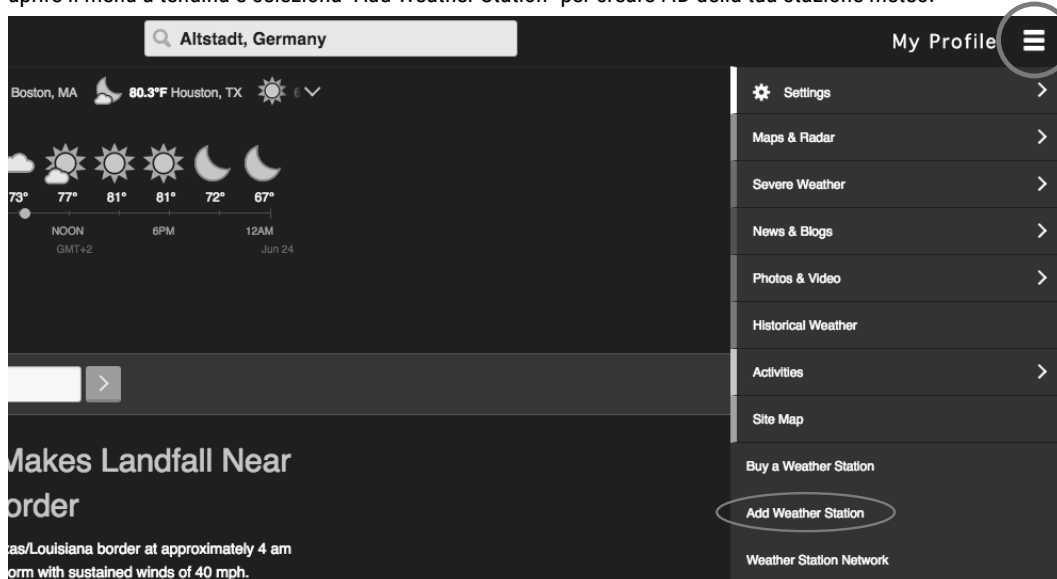 Altstadt, Germany
My Profile
Boston, MA 80.3°F Houston, TX
Settings
Maps & Radar
Severe Weather
News & Blogs
Photos & Video
Historical Weather
Activities
Site Map
Buy a Weather Station
Add Weather Station
Weather Station Network
73° 77° 81° 81° 72° 67°
NOON 6PM 12AM
GMT+2 Jun 24
Makes Landfall Near
order
tas/Louisiana border at approximately 4 am
orm with sustained winds of 40 mph.